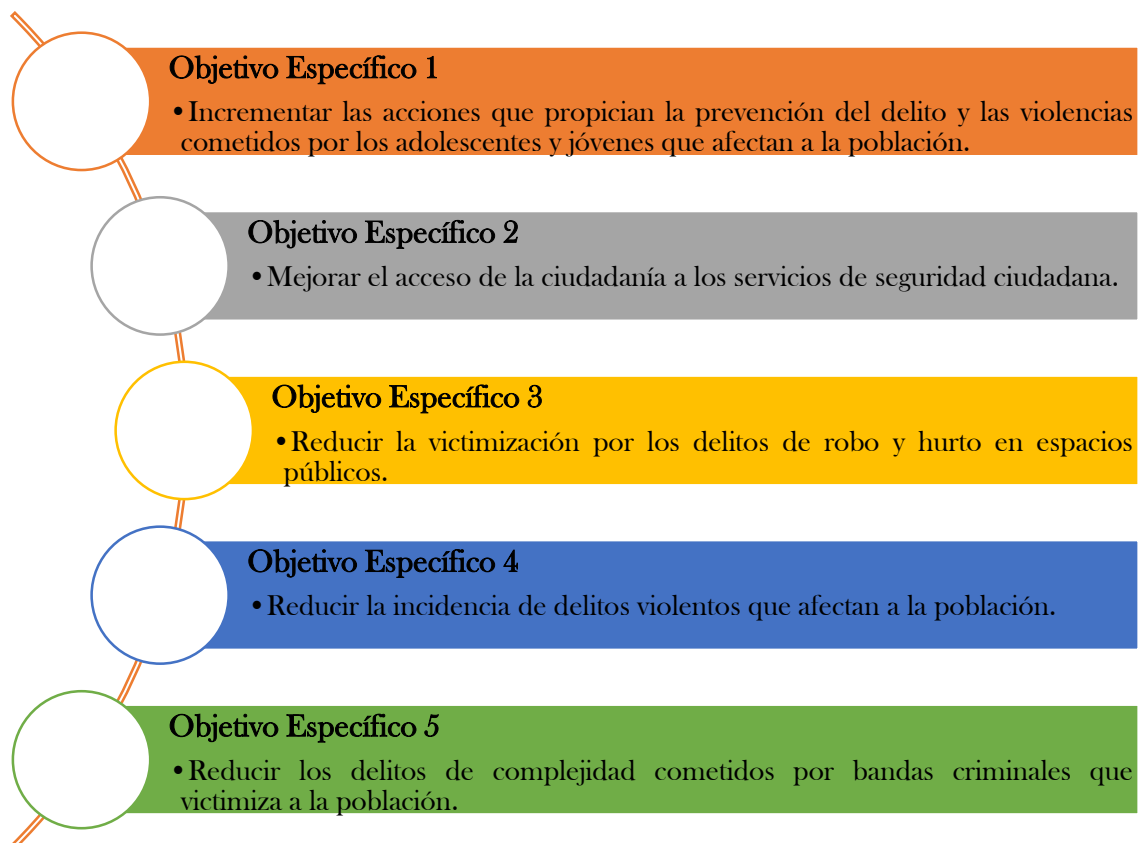 Objetivo Específico 1
•Incrementar las acciones que propician la prevención del delito y las violencias
cometidos por los adolescentes y jóvenes que afectan a la población.
Objetivo Específico 2
•Mejorar el acceso de la ciudadanía a los servicios de seguridad ciudadana.
Objetivo Específico 3
•Reducir la victimización por los delitos de robo y hurto en espacios
públicos.
Objetivo Específico 4
•Reducir la incidencia de delitos violentos que afectan a la población.
Objetivo Específico 5
•Reducir los delitos de complejidad cometidos por bandas criminales que
victimiza a la población.